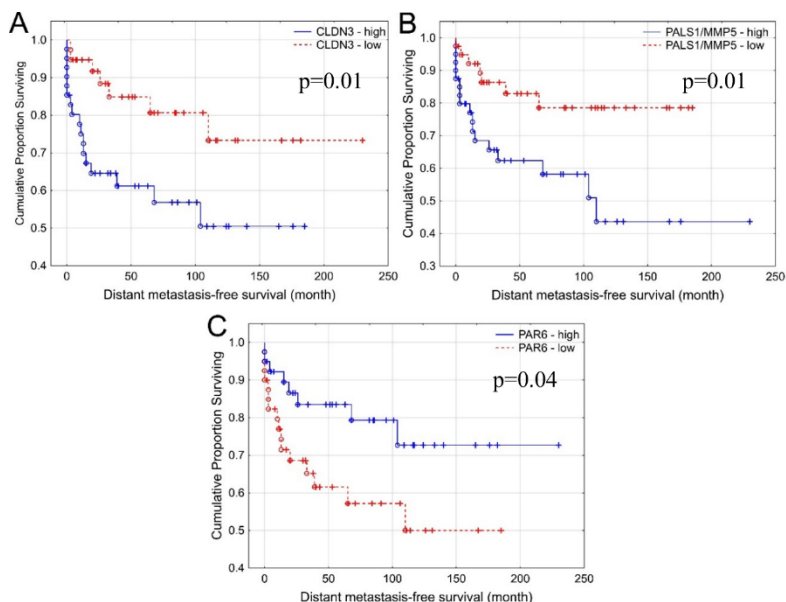 A
CLDN3 - high
CLDN3 - low
p=0.01
Cumulative Proportion Surviving
1.0
0.9
0.8
0.7
0.6
0.5
0.4
0 50 100 150 200 250
Distant metastasis-free survival (month)
B
PALS1/MMP5 - high
PALS1/MMP5 - low
p=0.01
Cumulative Proportion Surviving
1.0
0.9
0.8
0.7
0.6
0.5
0.4
0.3
0 50 100 150 200 250
Distant metastasis-free survival (month)
C
PAR6 - high
PAR6 - low
p=0.04
Cumulative Proportion Surviving
1.0
0.9
0.8
0.7
0.6
0.5
0.4
0 50 100 150 200 250
Distant metastasis-free survival (month)